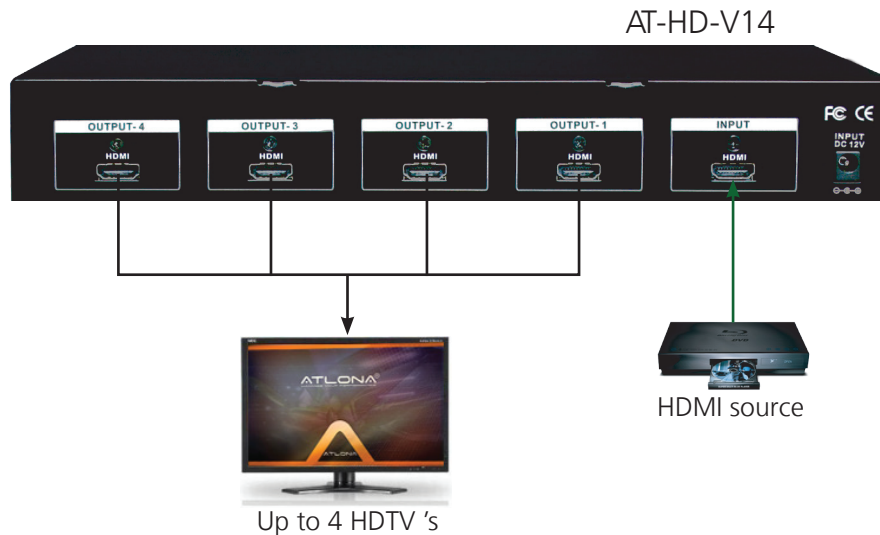 AT-HD-V14
OUTPUT-4
OUTPUT-3
OUTPUT-2
OUTPUT-1
INPUT
FC CE
HDMI
HDMI
HDMI
HDMI
HDMI
INPUT
DC 12V
ATLONA
ATLONA
HDMI source
Up to 4 HDTV 's